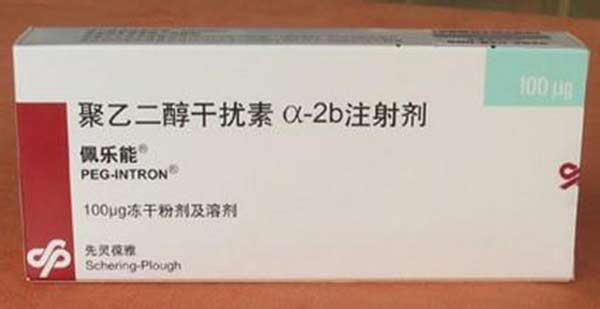 100 µg
聚乙二醇干扰素 α-2b注射剂
佩乐能®
PEG-INTRON®
100µg冻干粉剂及溶剂
先灵葆雅
Schering-Plough